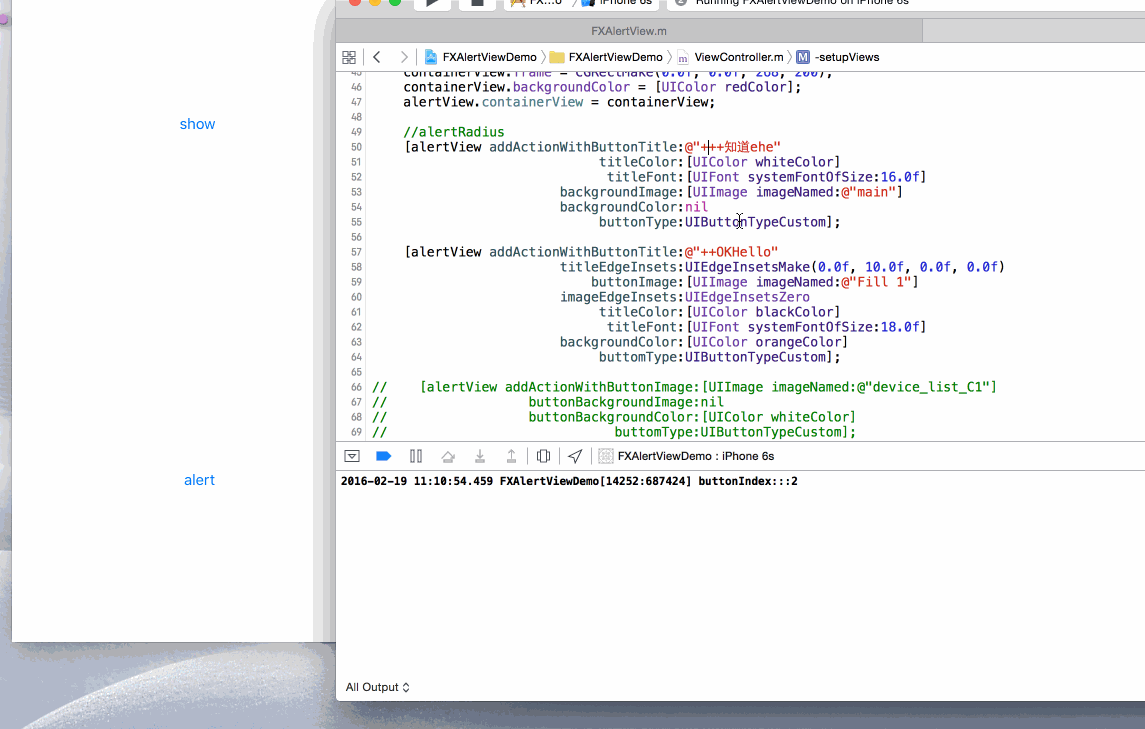 show
alert
FX...o
iPhone 6s
2 Running FXAlertViewDemo on iPhone 6s
FXAlertView.m
FXAlertViewDemo
FXAlertViewDemo
m ViewController.m
M -setupViews
45 containerView.frame = CGRectMake(0.0f, 0.0f, 268, 200);
46 containerView.backgroundColor = [UIColor redColor];
47 alertView.containerView = containerView;
48
49 //alertRadius
50 [alertView addActionWithButtonTitle:@"+++知道ehe"
51 titleColor:[UIColor whiteColor]
52 titleFont:[UIFont systemFontOfSize:16.0f]
53 backgroundImage:[UIImage imageNamed:@"main"]
54 backgroundColor:nil
55 buttonType:UIButtonTypeCustom];
56
57 [alertView addActionWithButtonTitle:@"++OKHello"
58 titleEdgeInsets:UIEdgeInsetsMake(0.0f, 10.0f, 0.0f, 0.0f)
59 buttonImage:[UIImage imageNamed:@"Fill 1"]
60 imageEdgeInsets:UIEdgeInsetsZero
61 titleColor:[UIColor blackColor]
62 titleFont:[UIFont systemFontOfSize:18.0f]
63 backgroundColor:[UIColor orangeColor]
64 buttomType:UIButtonTypeCustom];
65
66 // [alertView addActionWithButtonImage:[UIImage imageNamed:@"device_list_C1"]
67 // buttonBackgroundImage:nil
68 // buttonBackgroundColor:[UIColor whiteColor]
69 // buttomType:UIButtonTypeCustom];
FXAlertViewDemo : iPhone 6s
2016-02-19 11:10:54.459 FXAlertViewDemo[14252:687424] buttonIndex:::2
All Output